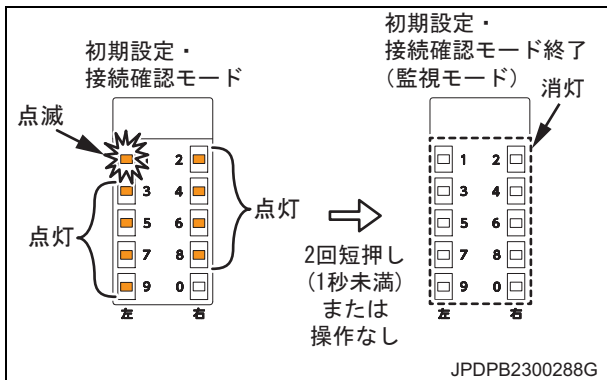 初期設定・
接続確認モード
点滅
1 2
3 4
5 6
7 8
9 0
左 右
点灯
点灯
2回短押し
(1秒未満)
または
操作なし
初期設定・
接続確認モード終了
(監視モード)
消灯
1 2
3 4
5 6
7 8
9 0
左 右
JPDPB2300288G